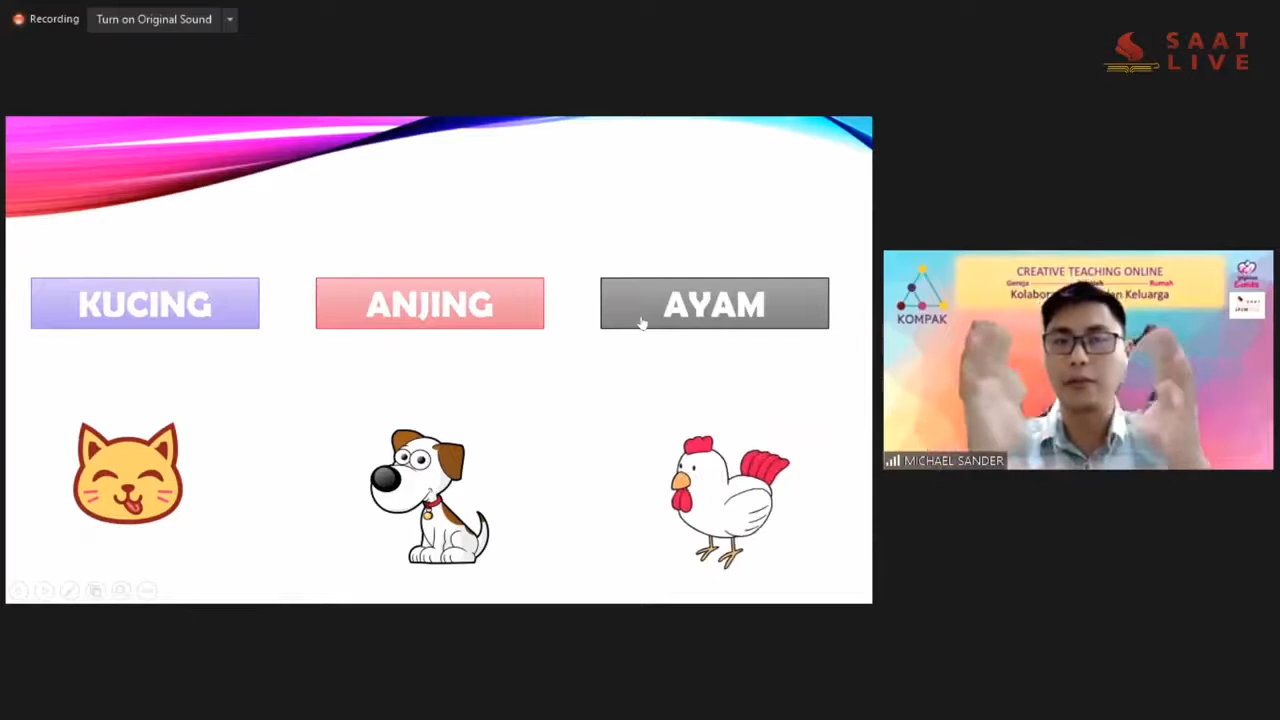 Recording
Turn on Original Sound
SAAT
LIVE
KUCING
ANJING
AYAM
CREATIVE TEACHING ONLINE
Gereja
Rumah
Keluarga
KOMPAK
SAAT
MICHAEL SANDER